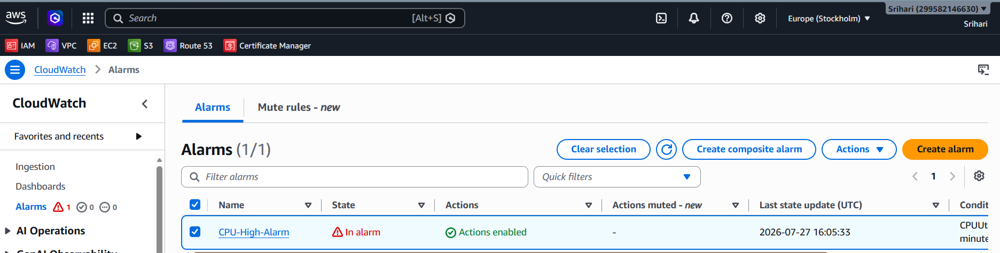 aws
Search [Alt+S]
Europe (Stockholm)
Srihari (299582146630)
Srihari
IAM VPC EC2 S3 Route 53 Certificate Manager
CloudWatch Alarms
CloudWatch
Favorites and recents
Ingestion
Dashboards
Alarms 1 0 0
AI Operations
GenAI Observability
Alarms Mute rules - new
Alarms (1/1)
Clear selection Create composite alarm Actions Create alarm
Filter alarms Quick filters 1
Name State Actions Actions muted - new Last state update (UTC) Condit
CPU-High-Alarm In alarm Actions enabled - 2026-07-27 16:05:33 CPUUt
minute